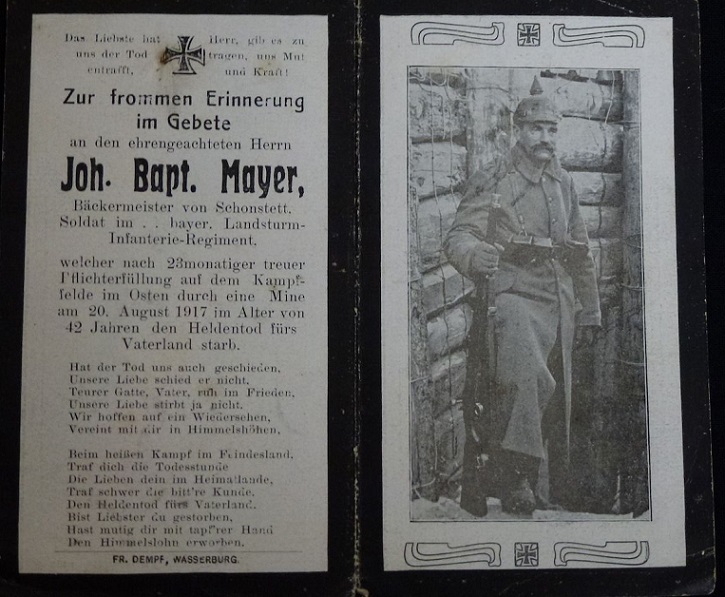 Das Liebste hat Herr, gib es zu
uns der Tod tragen, uns Mut
entrafft, und Kraft!
Zur frommen Erinnerung
im Gebete
an den ehrengeachteten Herrn
Joh. Bapt. Mayer,
Bäckermeister von Schonstett.
Soldat im . . bayer. Landsturm-
Infanterie-Regiment,
welcher nach 23monatiger treuer
Pflichterfüllung auf dem Kampf-
felde im Osten durch eine Mine
am 20. August 1917 im Alter von
42 Jahren den Heldentod fürs
Vaterland starb.
Hat der Tod uns auch geschieden,
Unsere Liebe schied er nicht.
Teurer Gatte, Vater, ruh im Frieden,
Unsere Liebe stirbt ja nicht.
Wir hoffen auf ein Wiedersehen,
Vereint mit dir in Himmelshöhen.
Beim heißen Kampf im Feindesland,
Traf dich die Todesstunde
Die Lieben dein im Heimatlande,
Traf schwer die bitt're Kunde,
Den Heldentod fürs Vaterland,
Bist Liebster du gestorben,
Hast mutig dir mit tapf'rer Hand
Den Himmelslohn erworben.
FR. DEMPF, WASSERBURG.